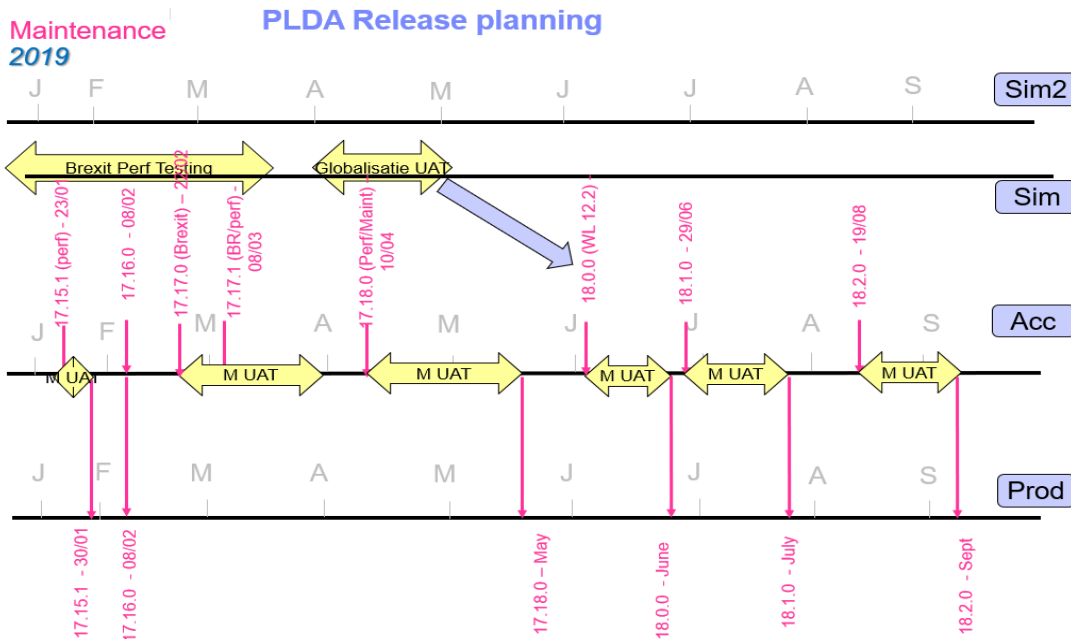 PLDA Release planning
Maintenance
2019
J F M A M J J A S
Sim2
Brexit Perf Testing
Globalisatie UAT
Sim
17.15.1 (perf) - 23/01
17.16.0 - 08/02
17.17.0 (Brexit) – 22/02
17.17.1 (BR/perf) -
08/03
17.18.0 (Perf/Maint) -
10/04
18.0.0 (WL 12.2) -
18.1.0 - 29/06
18.2.0 - 19/08
J F M A M J J A S
Acc
M UAT
M UAT
M UAT
M UAT
M UAT
M UAT
J F M A M J J A S
Prod
17.15.1 - 30/01
17.16.0 - 08/02
17.18.0 – May
18.0.0 - June
18.1.0 - July
18.2.0 - Sept